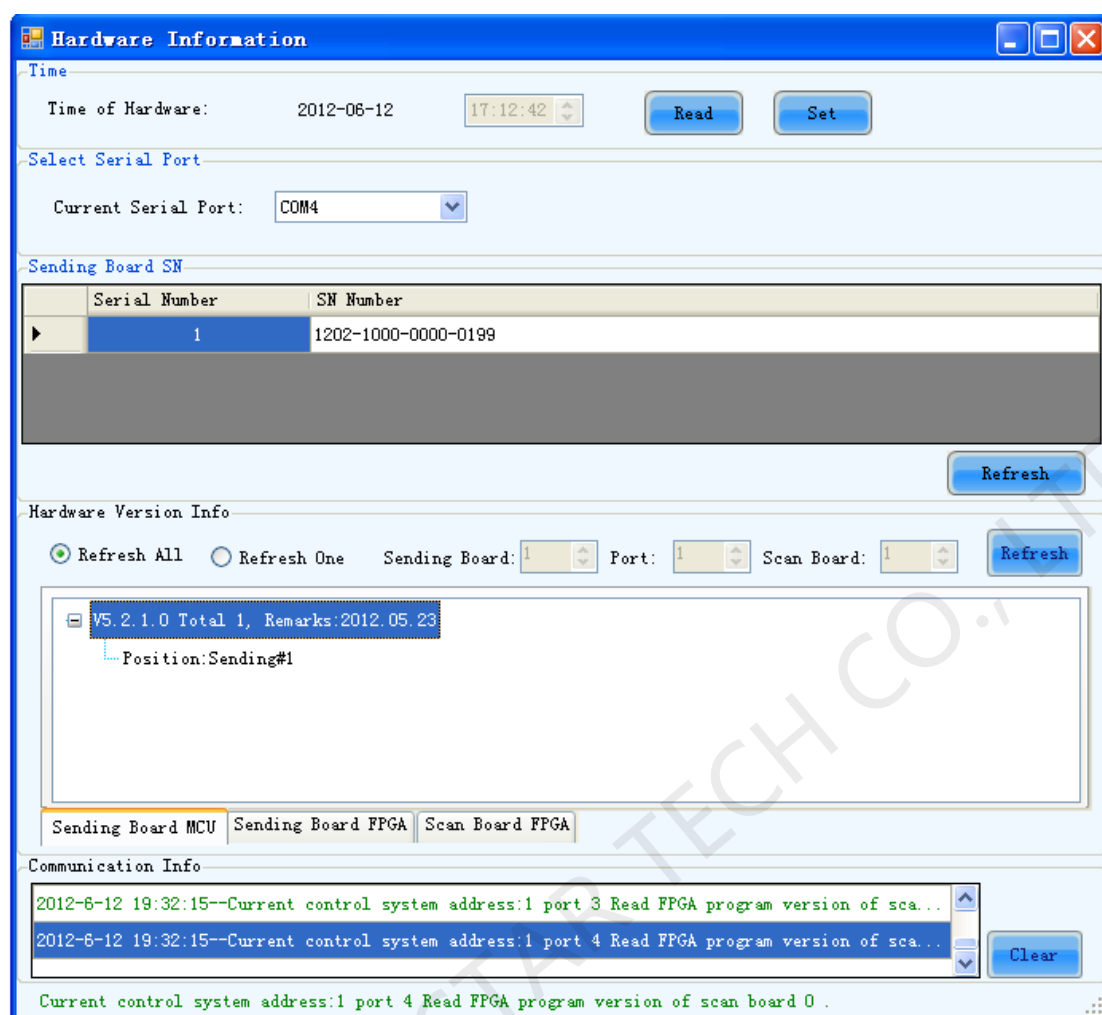 Hardware Information
Time
Time of Hardware: 2012-06-12 17:12:42 Read Set
Select Serial Port
Current Serial Port: COM4
Sending Board SN
Serial Number SN Number
1 1202-1000-0000-0199
Refresh
Hardware Version Info
Refresh All Refresh One Sending Board: 1 Port: 1 Scan Board: 1 Refresh
V5.2.1.0 Total 1, Remarks:2012.05.23
Position:Sending#1
Sending Board MCU Sending Board FPGA Scan Board FPGA
Communication Info
2012-6-12 19:32:15--Current control system address:1 port 3 Read FPGA program version of sca...
2012-6-12 19:32:15--Current control system address:1 port 4 Read FPGA program version of sca...
Clear
Current control system address:1 port 4 Read FPGA program version of scan board 0 .
TAR TECH CO., LT